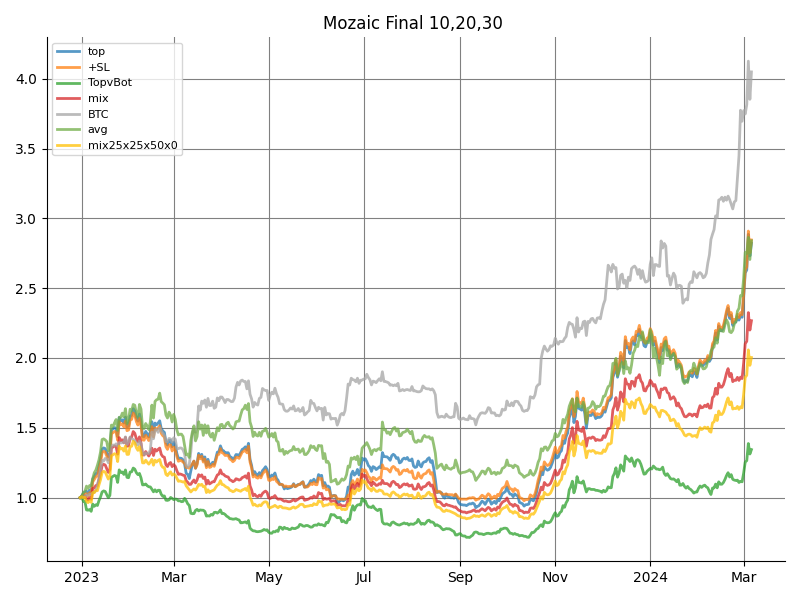 Mozaic Final 10,20,30
top
+SL
TopvBot
mix
BTC
avg
mix25x25x50x0
4.0
3.5
3.0
2.5
2.0
1.5
1.0
2023 Mar May Jul Sep Nov 2024 Mar